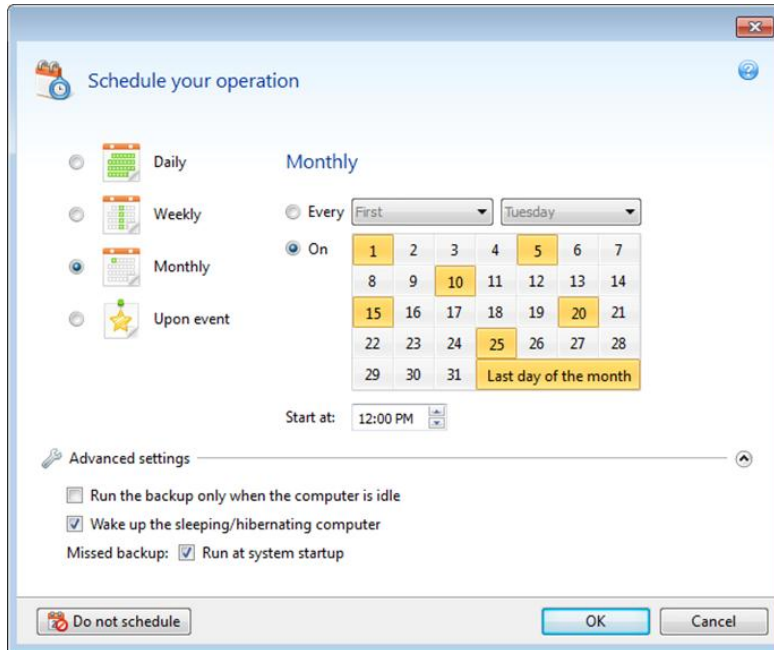 Schedule your operation
Daily
Monthly
Weekly
Every First Tuesday
Monthly
On 1 2 3 4 5 6 7
8 9 10 11 12 13 14
Upon event
15 16 17 18 19 20 21
22 23 24 25 26 27 28
29 30 31 Last day of the month
Start at: 12:00 PM
Advanced settings
Run the backup only when the computer is idle
Wake up the sleeping/hibernating computer
Missed backup: Run at system startup
Do not schedule
OK
Cancel